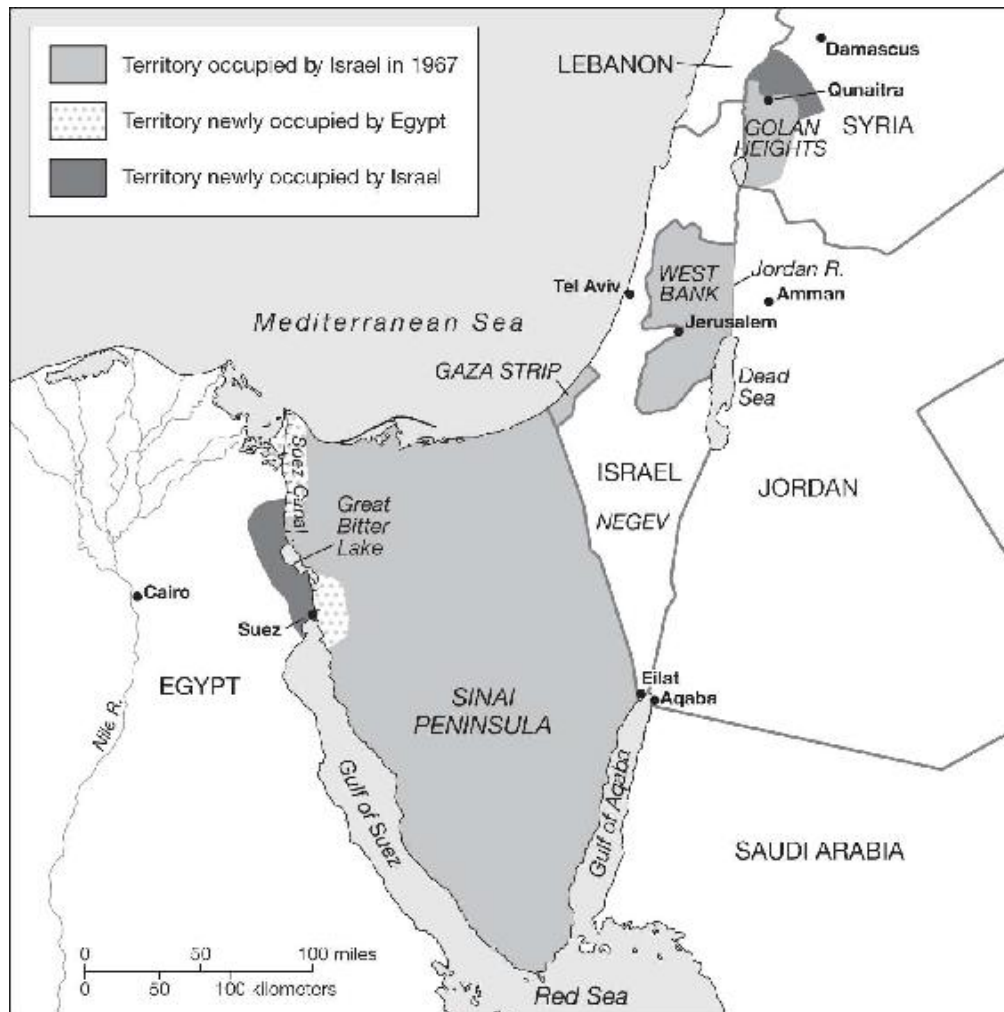 Territory occupied by Israel in 1967
Territory newly occupied by Egypt
Territory newly occupied by Israel
LEBANON
Damascus
Qunaitra
GOLAN
HEIGHTS
SYRIA
WEST
BANK
Jordan R.
Tel Aviv
Amman
Jerusalem
Mediterranean Sea
GAZA STRIP
Dead
Sea
Suez Canal
ISRAEL
JORDAN
Great
Bitter
Lake
NEGEV
Cairo
Suez
EGYPT
Eilat
Aqaba
SINAI
PENINSULA
Nile R.
Gulf of Suez
Gulf of Aqaba
SAUDI ARABIA
0 50 100 miles
0 50 100 kilometers
Red Sea